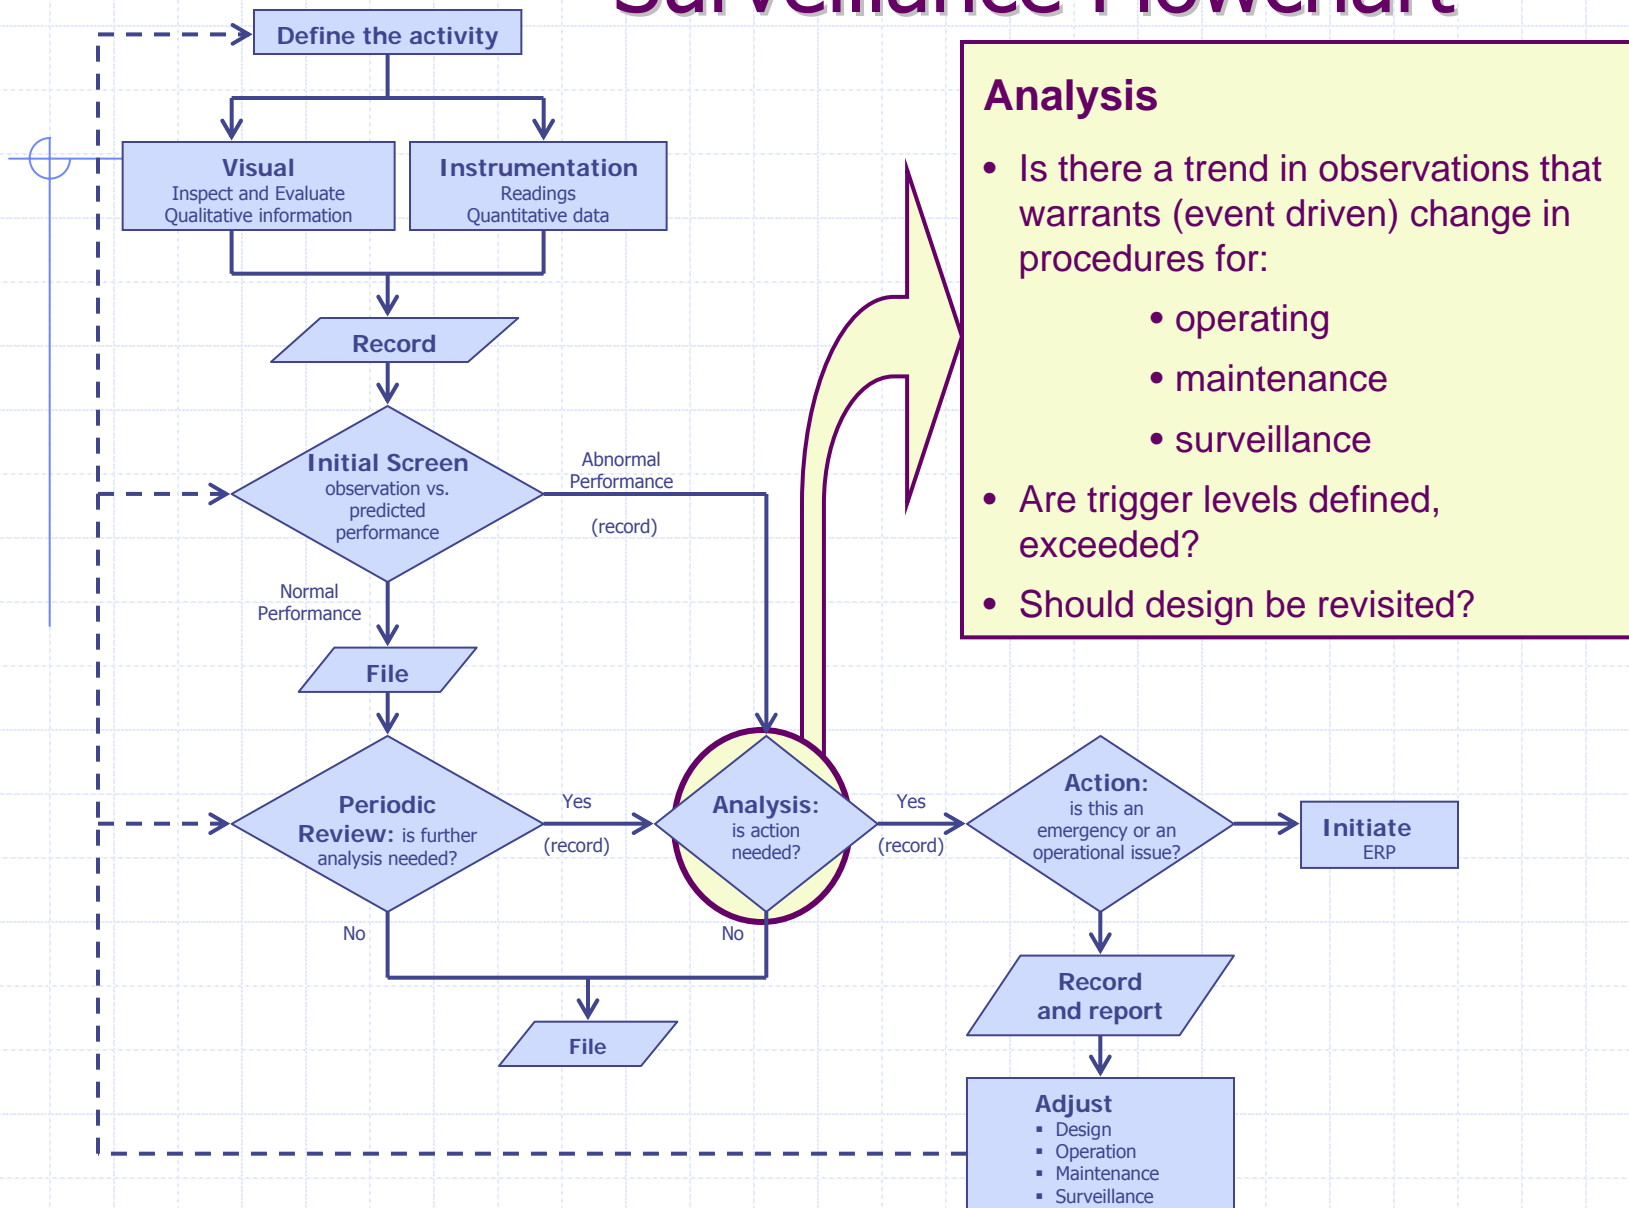 Surveillance Flowchart
Define the activity
Visual
Inspect and Evaluate
Qualitative information
Instrumentation
Readings
Quantitative data
Record
Initial Screen
observation vs.
predicted
performance
Abnormal
Performance
(record)
Normal
Performance
File
Periodic
Review: is further
analysis needed?
Yes
(record)
No
Analysis:
is action
needed?
Yes
(record)
No
File
Action:
is this an
emergency or an
operational issue?
Initiate
ERP
Record
and report
Adjust
▪ Design
▪ Operation
▪ Maintenance
▪ Surveillance
Analysis
• Is there a trend in observations that
warrants (event driven) change in
procedures for:
• operating
• maintenance
• surveillance
• Are trigger levels defined,
exceeded?
• Should design be revisited?